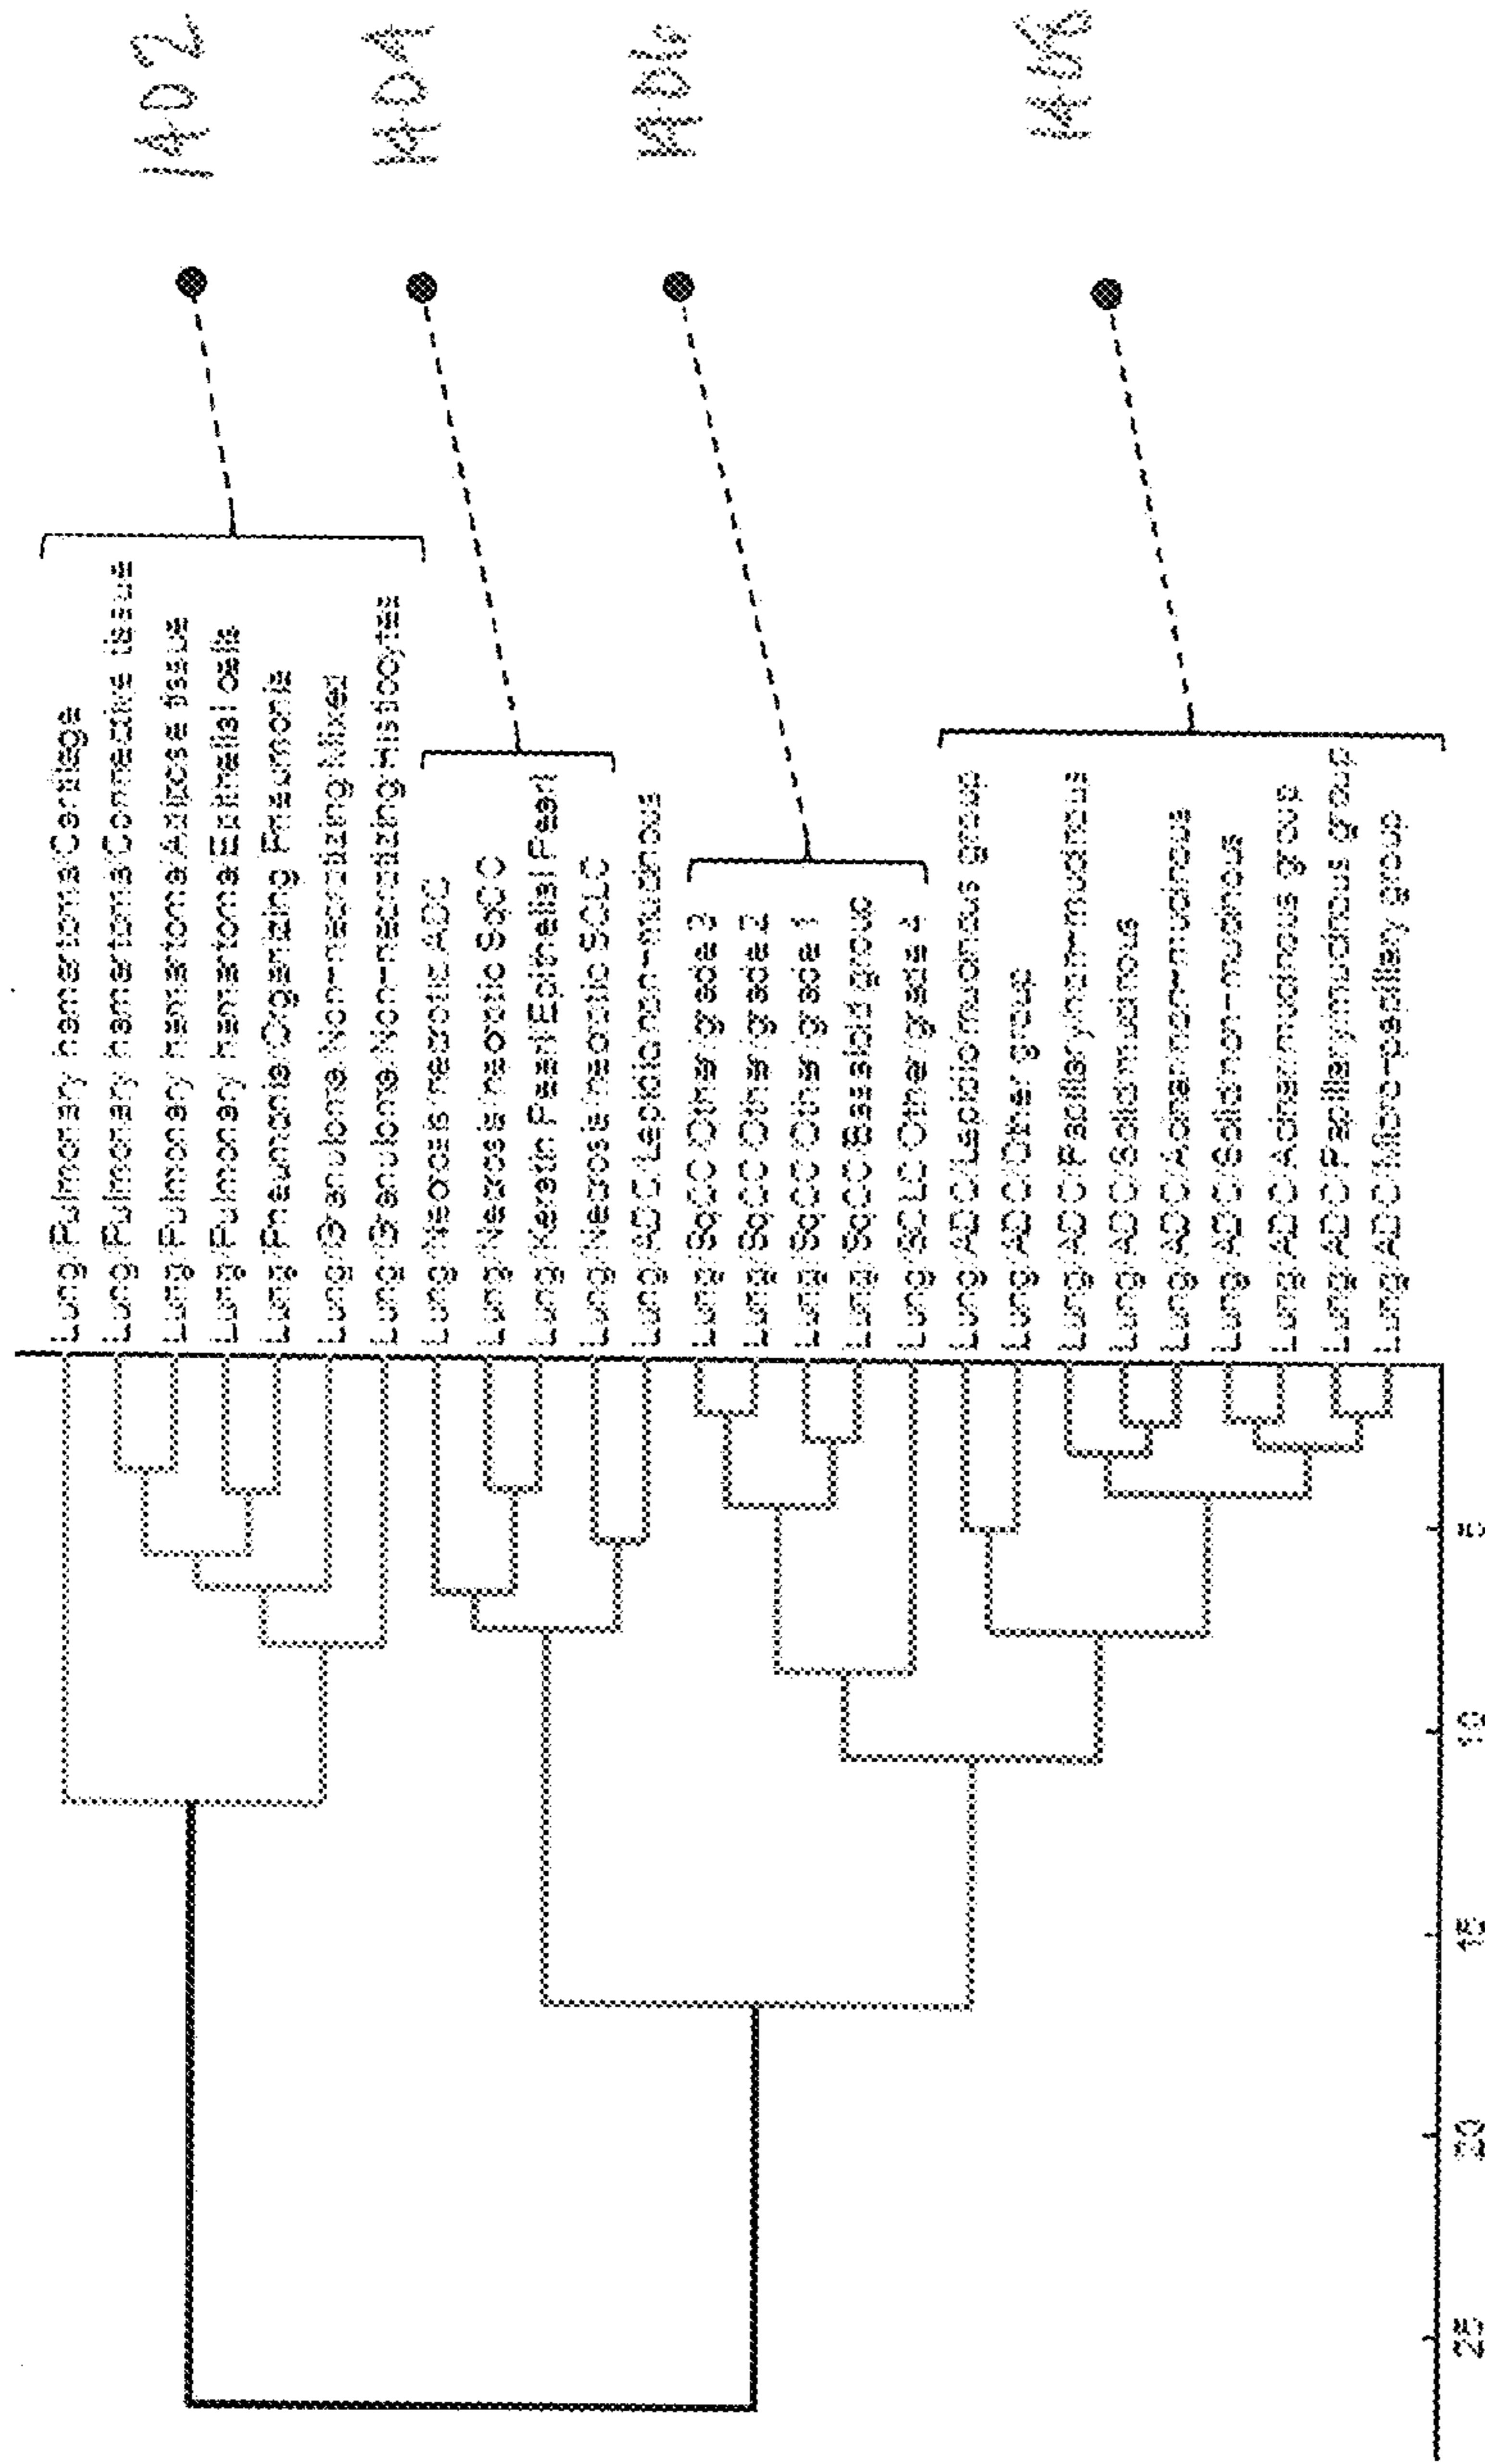 Lung/Pulmonary hamartoma/Cartilage
Lung/Pulmonary hamartoma/Connective tissue
Lung/Pulmonary hamartoma/Adipose tissue
Lung/Pulmonary hamartoma/Epithelial cells
Lung/Pneumonia/Organizing Pneumonia
Lung/Granuloma/Non-necrotizing/Mixed
Lung/Granuloma/Non-necrotizing/Histiocytes
Lung/Necrosis/necrotic ADC
Lung/Necrosis/necrotic SqCC
Lung/Keratin Pearl/Epithelial Pearl
Lung/Necrosis/necrotic SCLC
Lung/ADC/Lepidic/non-mucinous
Lung/SqCC/Other/grade 3
Lung/SqCC/Other/grade 2
Lung/SqCC/Other/grade 1
Lung/SqCC/Basaloid group
Lung/SCLC/Other/grade 4
Lung/ADC/Lepidic/mucinous group
Lung/ADC/Other group
Lung/ADC/Papillary/non-mucinous
Lung/ADC/Solid/mucinous
Lung/ADC/Acinar/non-mucinous
Lung/ADC/Solid/non-mucinous
Lung/ADC/Acinar/mucinous group
Lung/ADC/Papillary/mucinous group
Lung/ADC/Micro-papillary group
1402
1404
1406
5
10
15
20
25